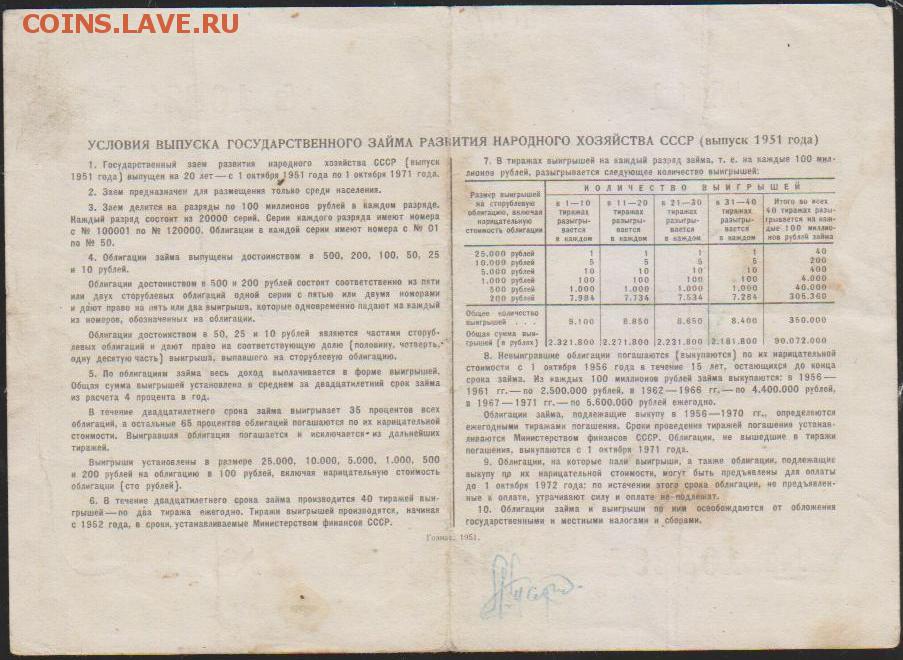 COINS.LAVE.RU
УСЛОВИЯ ВЫПУСКА ГОСУДАРСТВЕННОГО ЗАЙМА РАЗВИТИЯ НАРОДНОГО ХОЗЯЙСТВА СССР (выпуск 1951 года)
1. Государственный заем развития народного хозяйства СССР (выпуск
1951 года) выпущен на 20 лет — с 1 октября 1951 года по 1 октября 1971 года.
2. Заем предназначен для размещения только среди населения.
3. Заем делится на разряды по 100 миллионов рублей в каждом разряде.
Каждый разряд состоит из 20000 серий. Серии каждого разряда имеют номера
с № 100001 по № 120000. Облигации в каждой серии имеют номера с № 01
по № 50.
4. Облигации займа выпущены достоинством в 500, 200, 100, 50, 25
и 10 рублей.
Облигации достоинством в 500 и 200 рублей состоят соответственно из пяти
или двух сторублевых облигаций одной серии с пятью или двумя номерами
и дают право на пять или два выигрыша, которые одновременно падают на каждый
из номеров, обозначенных на облигации.
Облигации достоинством в 50, 25 и 10 рублей являются частями сторуб-
левых облигаций и дают право на соответствующую долю (половину, четверть,
одну десятую часть) выигрыша, выпавшего на сторублевую облигацию.
5. По облигациям займа весь доход выплачивается в форме выигрышей.
Общая сумма выигрышей установлена в среднем за двадцатилетний срок займа
из расчета 4 процента в год.
В течение двадцатилетнего срока займа выигрывает 35 процентов всех
облигаций, а остальные 65 процентов облигаций погашаются по их нарицательной
стоимости. Выигравшая облигация погашается и исключается из дальнейших
тиражей.
Выигрыши установлены в размере 25.000, 10.000, 5.000, 1.000, 500
и 200 рублей на облигацию в 100 рублей, включая нарицательную стоимость
облигации (сто рублей).
6. В течение двадцатилетнего срока займа производится 40 тиражей выи-
грышей — по два тиража ежегодно. Тиражи выигрышей производятся, начиная
с 1952 года, в сроки, устанавливаемые Министерством финансов СССР.
7. В тиражах выигрышей на каждый разряд займа, т. е. на каждые 100 мил-
лионов рублей, разыгрывается следующее количество выигрышей:
Размер выигрышей на сторублевую облигацию, включая нарицательную стоимость облигации
КОЛИЧЕСТВО ВЫИГРЫШЕЙ
в 1—10 тиражах разыгры- вается в каждом
в 11—20 тиражах разыгры- вается в каждом
в 21—30 тиражах разыгры- вается в каждом
в 31—40 тиражах разыгры- вается в каждом
Итого во всех 40 тиражах разы- грывается на каж- дые 100 миллио- нов рублей займа
25.000 рублей 1 1 1 1 40
10.000 рублей 5 5 5 5 200
5.000 рублей 10 10 10 10 400
1.000 рублей 100 100 100 100 4.000
500 рублей 1.000 1.000 1.000 1.000 40.000
200 рублей 7.984 7.734 7.534 7.284 305.360
Общее количество
выигрышей . . . 9.100 8.850 8.650 8.400 350.000
Общая сумма выи-
грышей (в рублях) 2.321.800 2.271.800 2.231.800 2.181.800 90.072.000
8. Невыигравшие облигации погашаются (выкупаются) по их нарицательной
стоимости с 1 октября 1956 года в течение 15 лет, остающихся до конца
срока займа. Из каждых 100 миллионов рублей займа выкупаются: в 1956—
1961 гг.— по 2.500.000 рублей, в 1962—1966 гг.— по 4.400.000 рублей,
в 1967—1971 гг.— по 5.600.000 рублей ежегодно.
Облигации займа, подлежащие выкупу в 1956—1970 гг., определяются
ежегодными тиражами погашения. Сроки проведения тиражей погашения устанав-
ливаются Министерством финансов СССР. Облигации, не вышедшие в тиражи
погашения, выкупаются с 1 октября 1971 года.
9. Облигации, на которые пали выигрыши, а также облигации, подлежащие
выкупу по их нарицательной стоимости, могут быть предъявлены для оплаты
до 1 октября 1972 года; по истечении этого срока облигации, не предъявлен-
ные к оплате, утрачивают силу и оплате не подлежат.
10. Облигации займа и выигрыши по ним освобождаются от обложения
государственными и местными налогами и сборами.
Гознак. 1951.